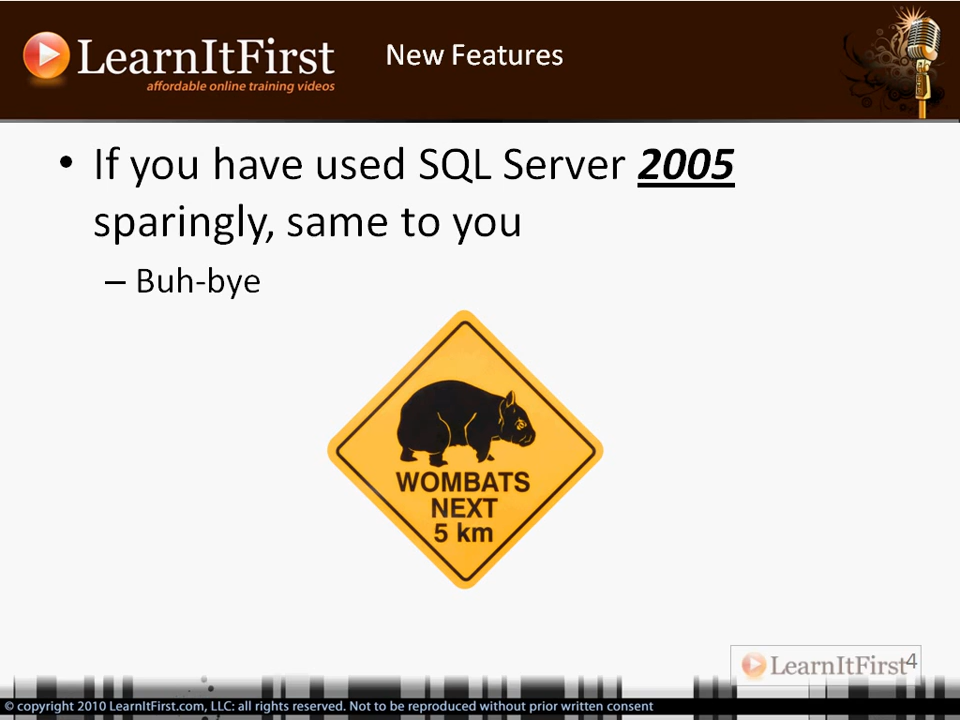 LearnItFirst
affordable online training videos
New Features
• If you have used SQL Server 2005
sparingly, same to you
– Buh-bye
WOMBATS
NEXT
5 km
LearnItFirst
4
© copyright 2010 LearnItFirst.com, LLC: all rights reserved. Not to be reproduced without prior written consent